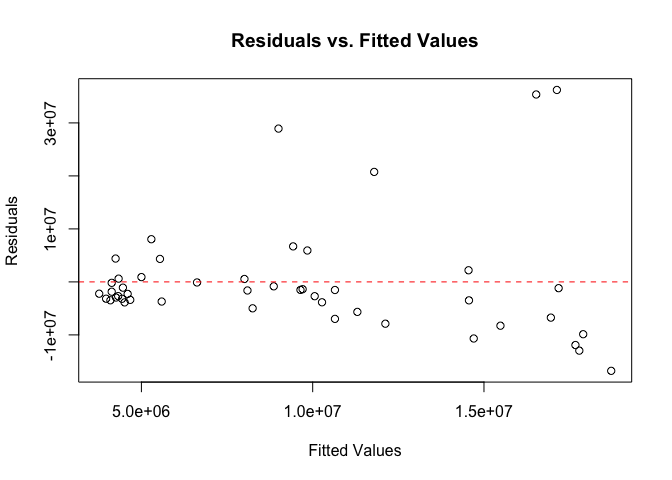 Residuals vs. Fitted Values
Residuals
3e+07
1e+07
-1e+07
5.0e+06 1.0e+07 1.5e+07
Fitted Values